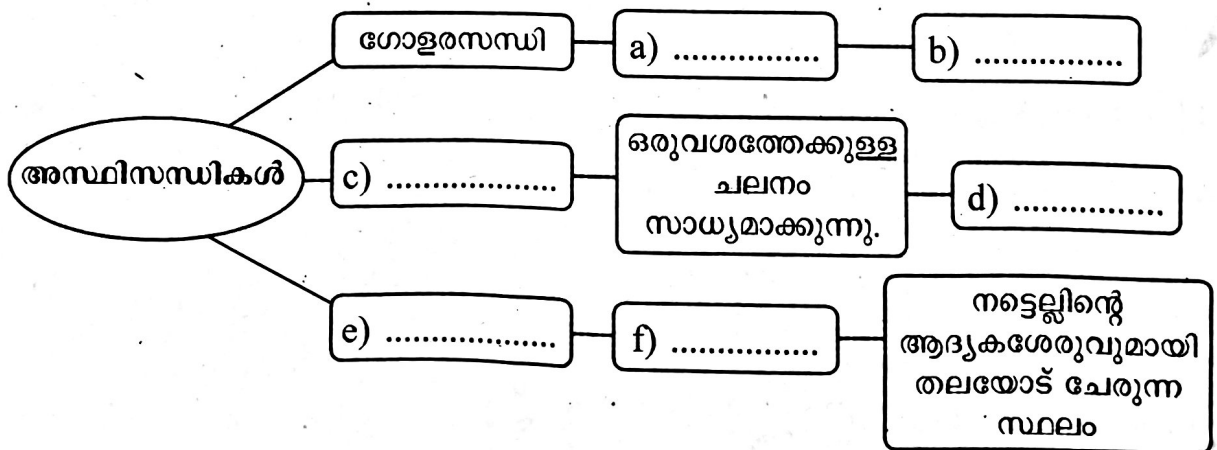 ഗോളരസന്ധി
a) ................
b) ................
അസ്ഥിസന്ധികൾ
c) ..................
ഒരുവശത്തേക്കുള്ള
ചലനം
സാധ്യമാക്കുന്നു.
d) ................
e) ..................
f) ................
നട്ടെല്ലിന്റെ
ആദ്യകശേരുവുമായി
തലയോട് ചേരുന്ന
സ്ഥലം